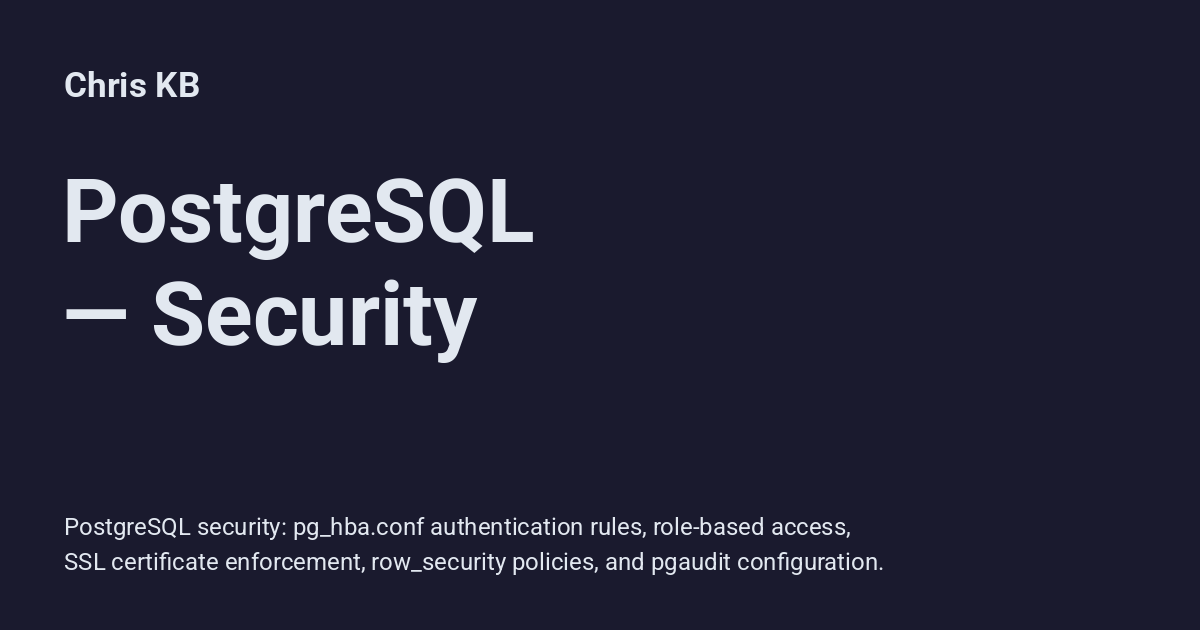 Chris KB
PostgreSQL
— Security
PostgreSQL security: pg_hba.conf authentication rules, role-based access,
SSL certificate enforcement, row_security policies, and pgaudit configuration.